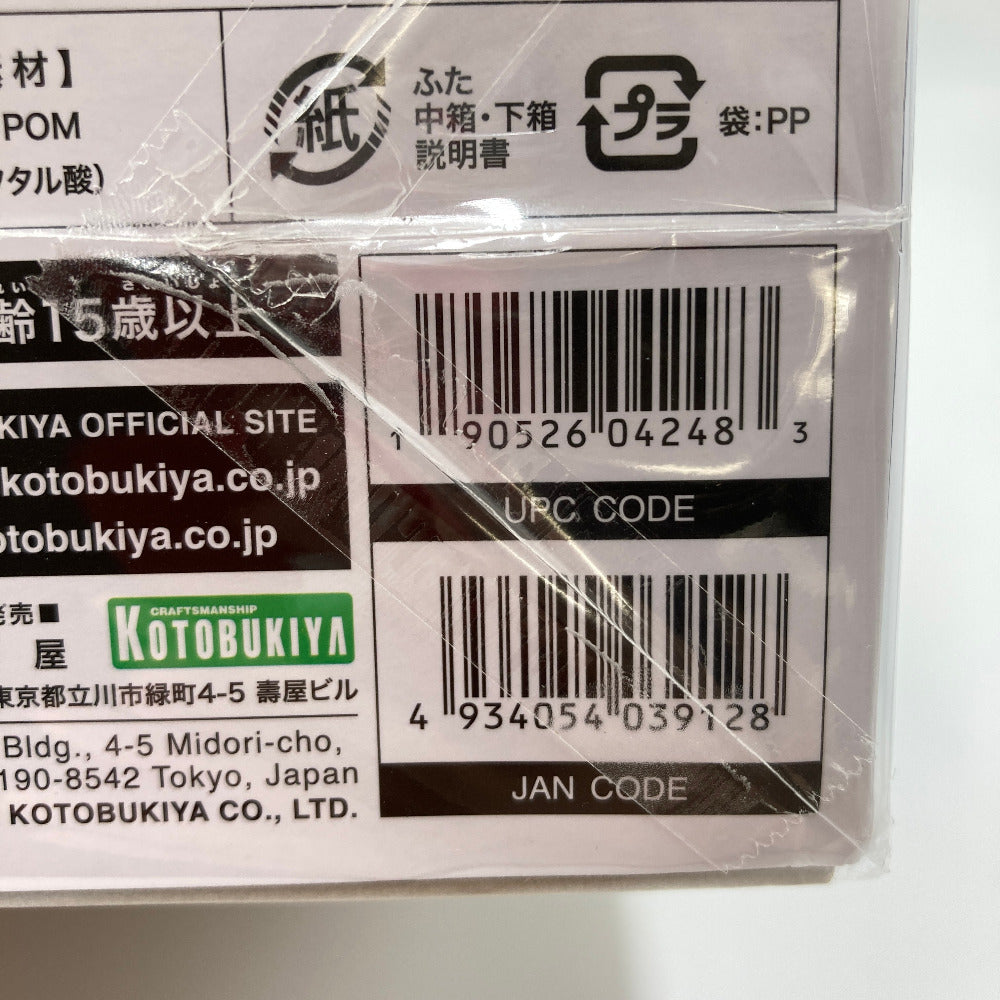 素材】
POM
フタル酸)
紙
ふた
中箱・下箱
説明書
プラ
袋:PP
齢15歳以上
KIYA OFFICIAL SITE
kotobukiya.co.jp
otobukiya.co.jp
売■
屋
CRAFTSMANSHIP
KOTOBUKIYA
東京都立川市緑町4-5 壽屋ビル
Bldg., 4-5 Midori-cho,
190-8542 Tokyo, Japan
KOTOBUKIYA CO., LTD.
1 90526 04248 3
UPC CODE
4 934054 039128
JAN CODE